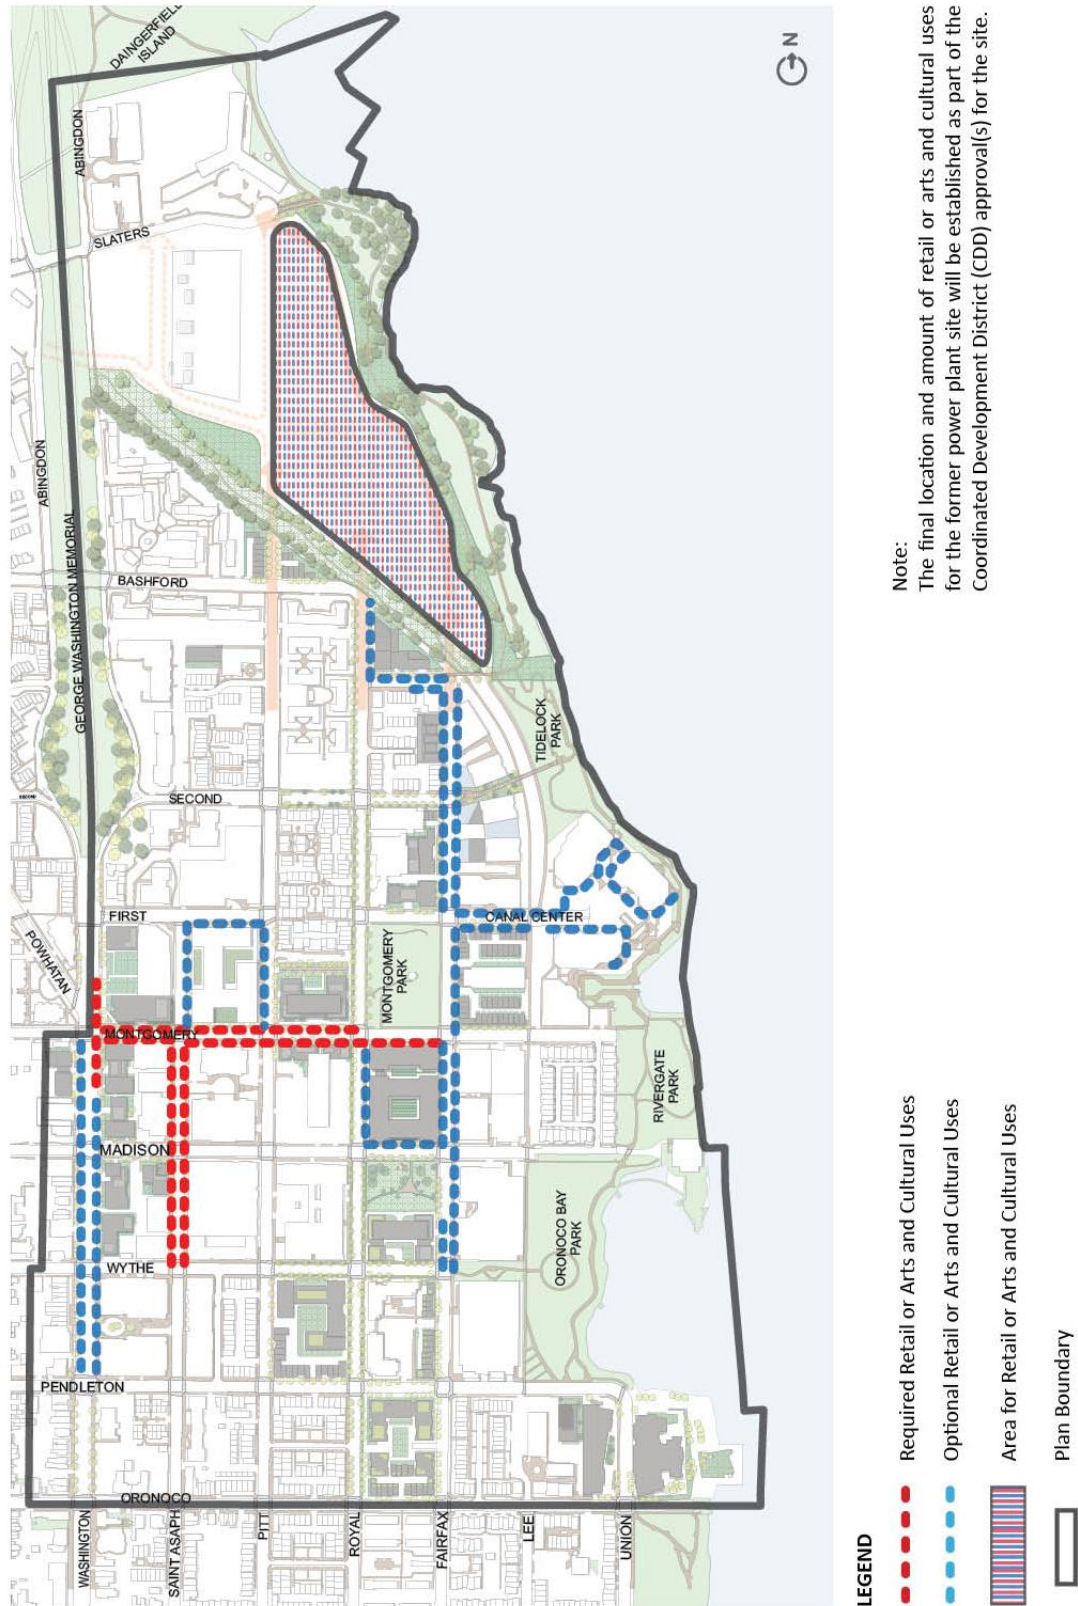 DAINGERFIELD
ISLAND
N
ABINGDON
SLATERS
ABINGDON
GEORGE WASHINGTON MEMORIAL
BASHFORD
TIDELOCK
PARK
SECOND
SECOND
FIRST
CANAL CENTER
POWHATAN
MONTGOMERY
PARK
MONTGOMERY
RIVERGATE
PARK
MADISON
ORONOCO BAY
PARK
WYTHE
PENDLETON
ORONOCO
WASHINGTON
SAINT ASAPH
PITT
ROYAL
FAIRFAX
LEE
UNION
Note:
The final location and amount of retail or arts and cultural uses
for the former power plant site will be established as part of the
Coordinated Development District (CDD) approval(s) for the site.
LEGEND
Required Retail or Arts and Cultural Uses
Optional Retail or Arts and Cultural Uses
Area for Retail or Arts and Cultural Uses
Plan Boundary